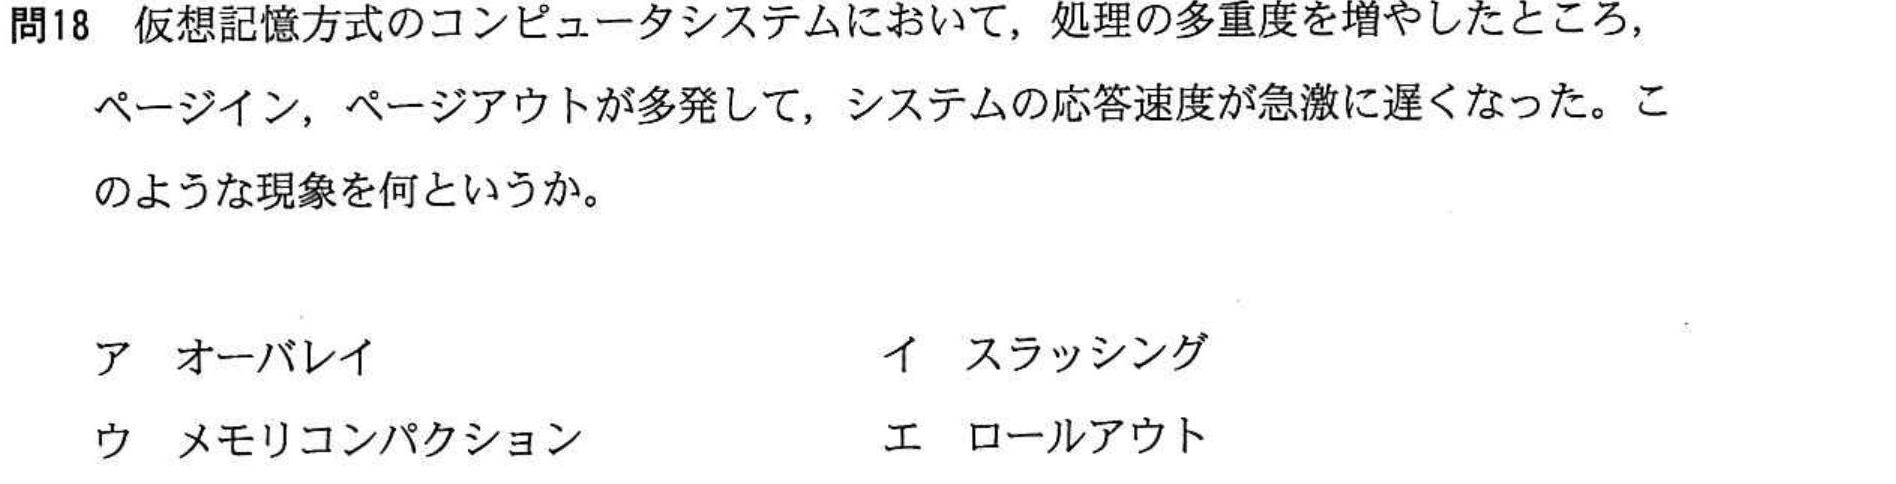 問18 仮想記憶方式のコンピュータシステムにおいて，処理の多重度を増やしたところ，
ページイン，ページアウトが多発して，システムの応答速度が急激に遅くなった。こ
のような現象を何というか。
ア オーバレイ イ スラッシング
ウ メモリコンパクション エ ロールアウト